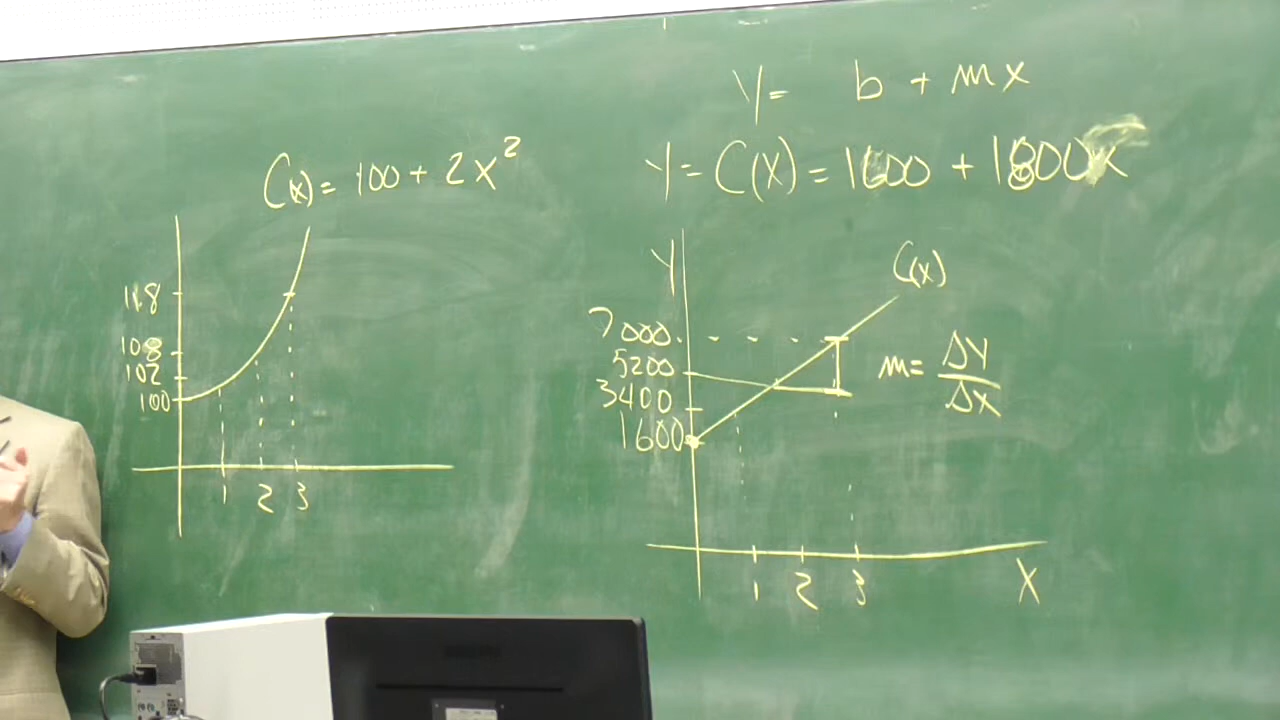 Y = b + mx
C(x) = 100 + 2x²
Y = C(X) = 1600 + 1800x
118
108
102
100
1 2 3
Y
C(x)
7000
5200
3400
1600
m = ΔY/ΔX
1 2 3
X